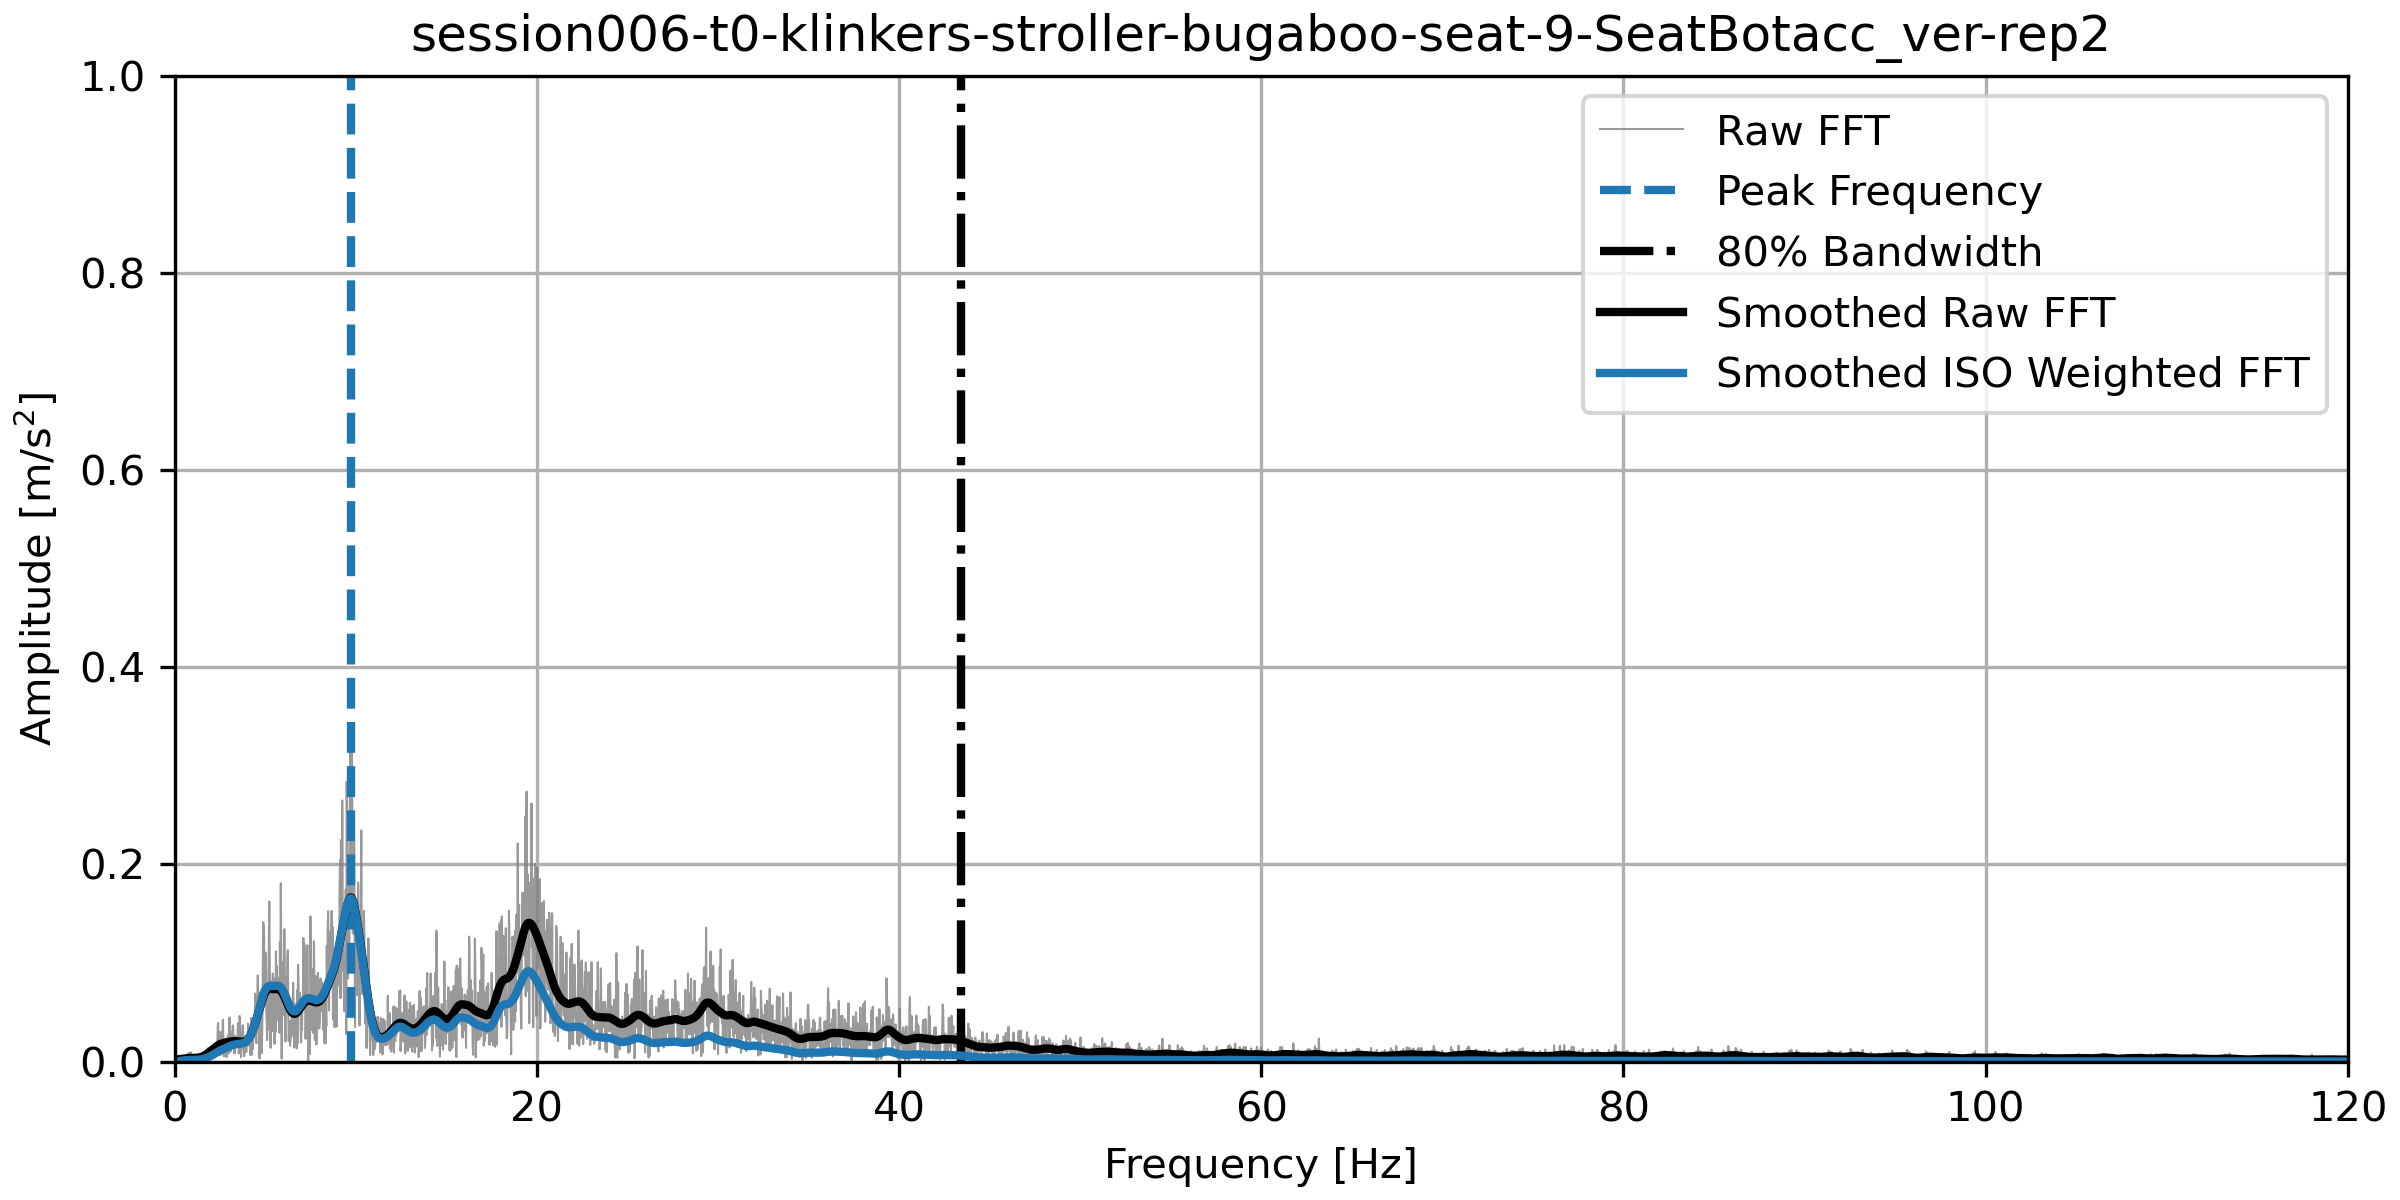 session006-t0-klinkers-stroller-bugaboo-seat-9-SeatBotacc_ver-rep2
1.0
0.8
0.6
0.4
0.2
0.0
Amplitude [m/s²]
Raw FFT
Peak Frequency
80% Bandwidth
Smoothed Raw FFT
Smoothed ISO Weighted FFT
0 20 40 60 80 100 120
Frequency [Hz]